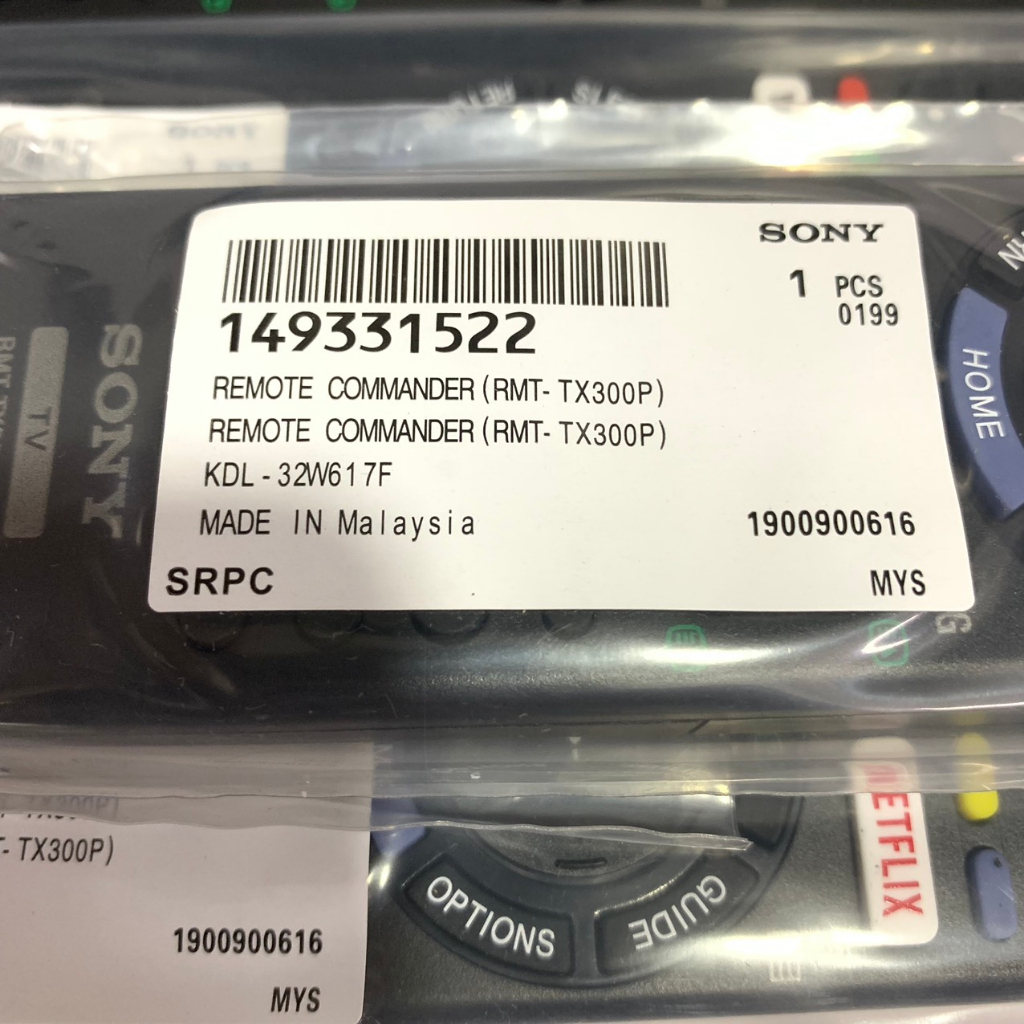 SONY
1 PCS
0199
149331522
REMOTE COMMANDER (RMT- TX300P)
REMOTE COMMANDER (RMT- TX300P)
KDL - 32W617F
MADE IN Malaysia
1900900616
SRPC
MYS
SONY
TV
HOME
TX300P)
- TX300P)
1900900616
MYS
OPTIONS
GUIDE
NETFLIX